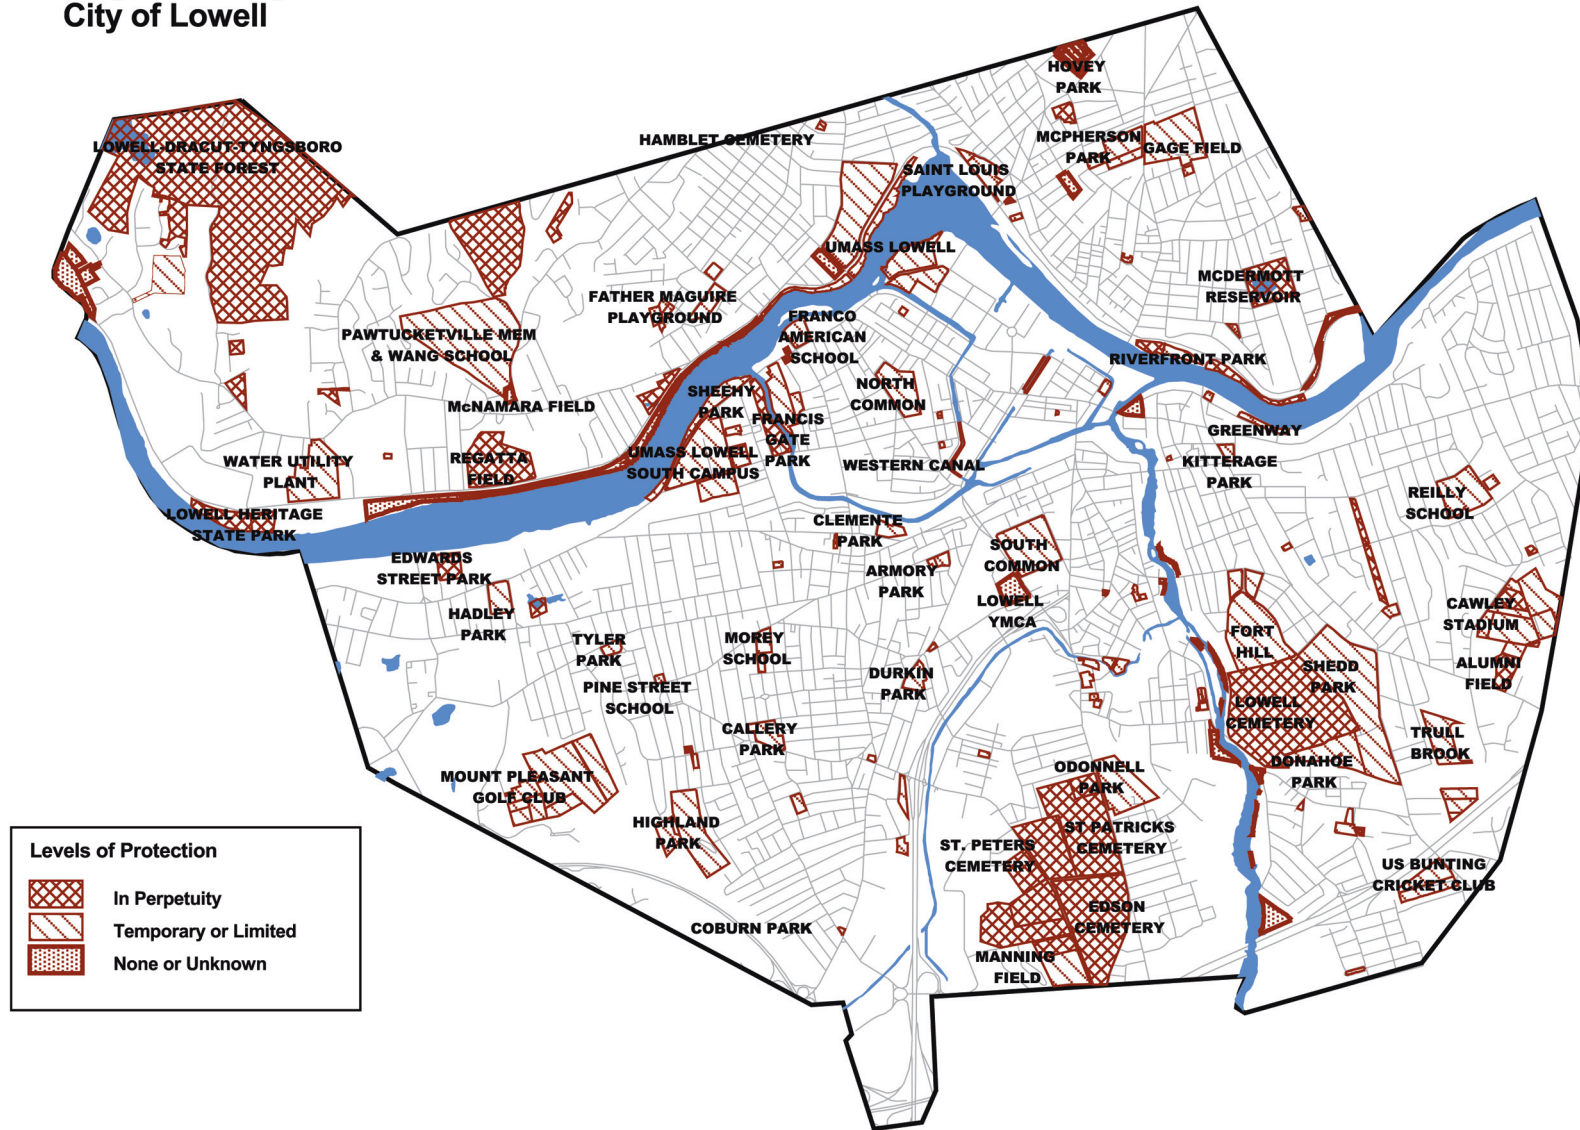 City of Lowell
HOVEY
PARK
LOWELL-DRACUT-TYNGSBORO
STATE FOREST
HAMBLET CEMETERY
MCPHERSON
PARK
GAGE FIELD
SAINT LOUIS
PLAYGROUND
UMASS LOWELL
MCDERMOTT
RESERVOIR
FATHER MAGUIRE
PLAYGROUND
PAWTUCKETVILLE MEM
& WANG SCHOOL
FRANCO
AMERICAN
SCHOOL
RIVERFRONT PARK
McNAMARA FIELD
SHEEHY
PARK
NORTH
COMMON
FRANCIS
GATE
PARK
GREENWAY
WATER UTILITY
PLANT
REGATTA
FIELD
UMASS LOWELL
SOUTH CAMPUS
WESTERN CANAL
KITTERAGE
PARK
REILLY
SCHOOL
LOWELL HERITAGE
STATE PARK
CLEMENTE
PARK
EDWARDS
STREET PARK
ARMORY
PARK
SOUTH
COMMON
HADLEY
PARK
LOWELL
YMCA
CAWLEY
STADIUM
TYLER
PARK
MOREY
SCHOOL
FORT
HILL
SHEDD
PARK
ALUMNI
FIELD
PINE STREET
SCHOOL
DURKIN
PARK
LOWELL
CEMETERY
CALLERY
PARK
TRULL
BROOK
MOUNT PLEASANT
GOLF CLUB
ODONNELL
PARK
DONAHOE
PARK
HIGHLAND
PARK
ST PATRICKS
CEMETERY
ST. PETERS
CEMETERY
US BUNTING
CRICKET CLUB
EDSON
CEMETERY
COBURN PARK
MANNING
FIELD
Levels of Protection
In Perpetuity
Temporary or Limited
None or Unknown